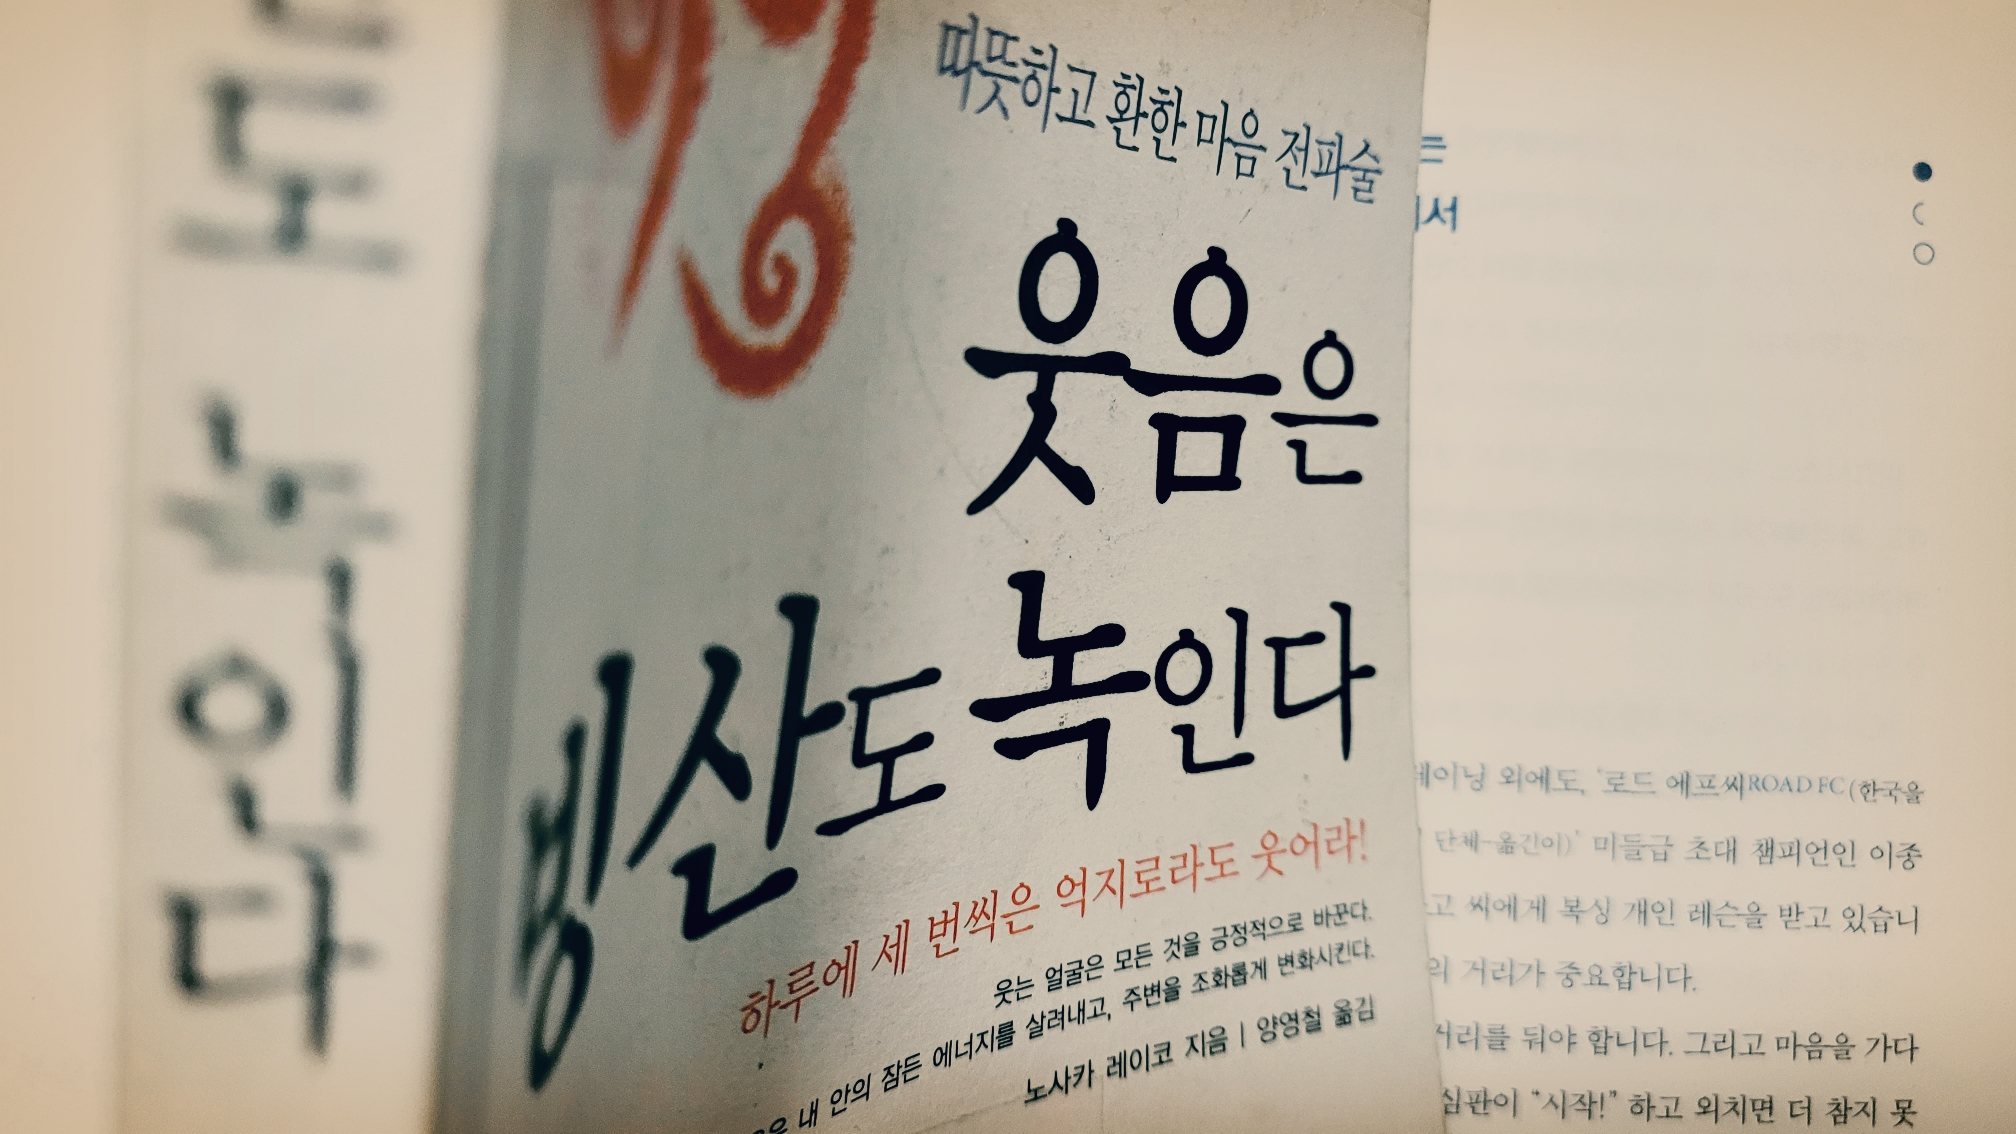 도 녹인다
따뜻하고 환한 마음 전파술
웃음은
빙산도 녹인다
하루에 세 번씩은 억지로라도 웃어라!
웃는 얼굴은 모든 것을 긍정적으로 바꾼다.
내 안의 잠든 에너지를 살려내고, 주변을 조화롭게 변화시킨다.
노사카 레이코 지음 | 양영철 옮김
는
서
레이닝 외에도, ‘로드 에프씨ROAD FC(한국을
단체-옮긴이)’ 미들급 초대 챔피언인 이종
고 씨에게 복싱 개인 레슨을 받고 있습니
의 거리가 중요합니다.
거리를 둬야 합니다. 그리고 마음을 가다
심판이 “시작!” 하고 외치면 더 참지 못